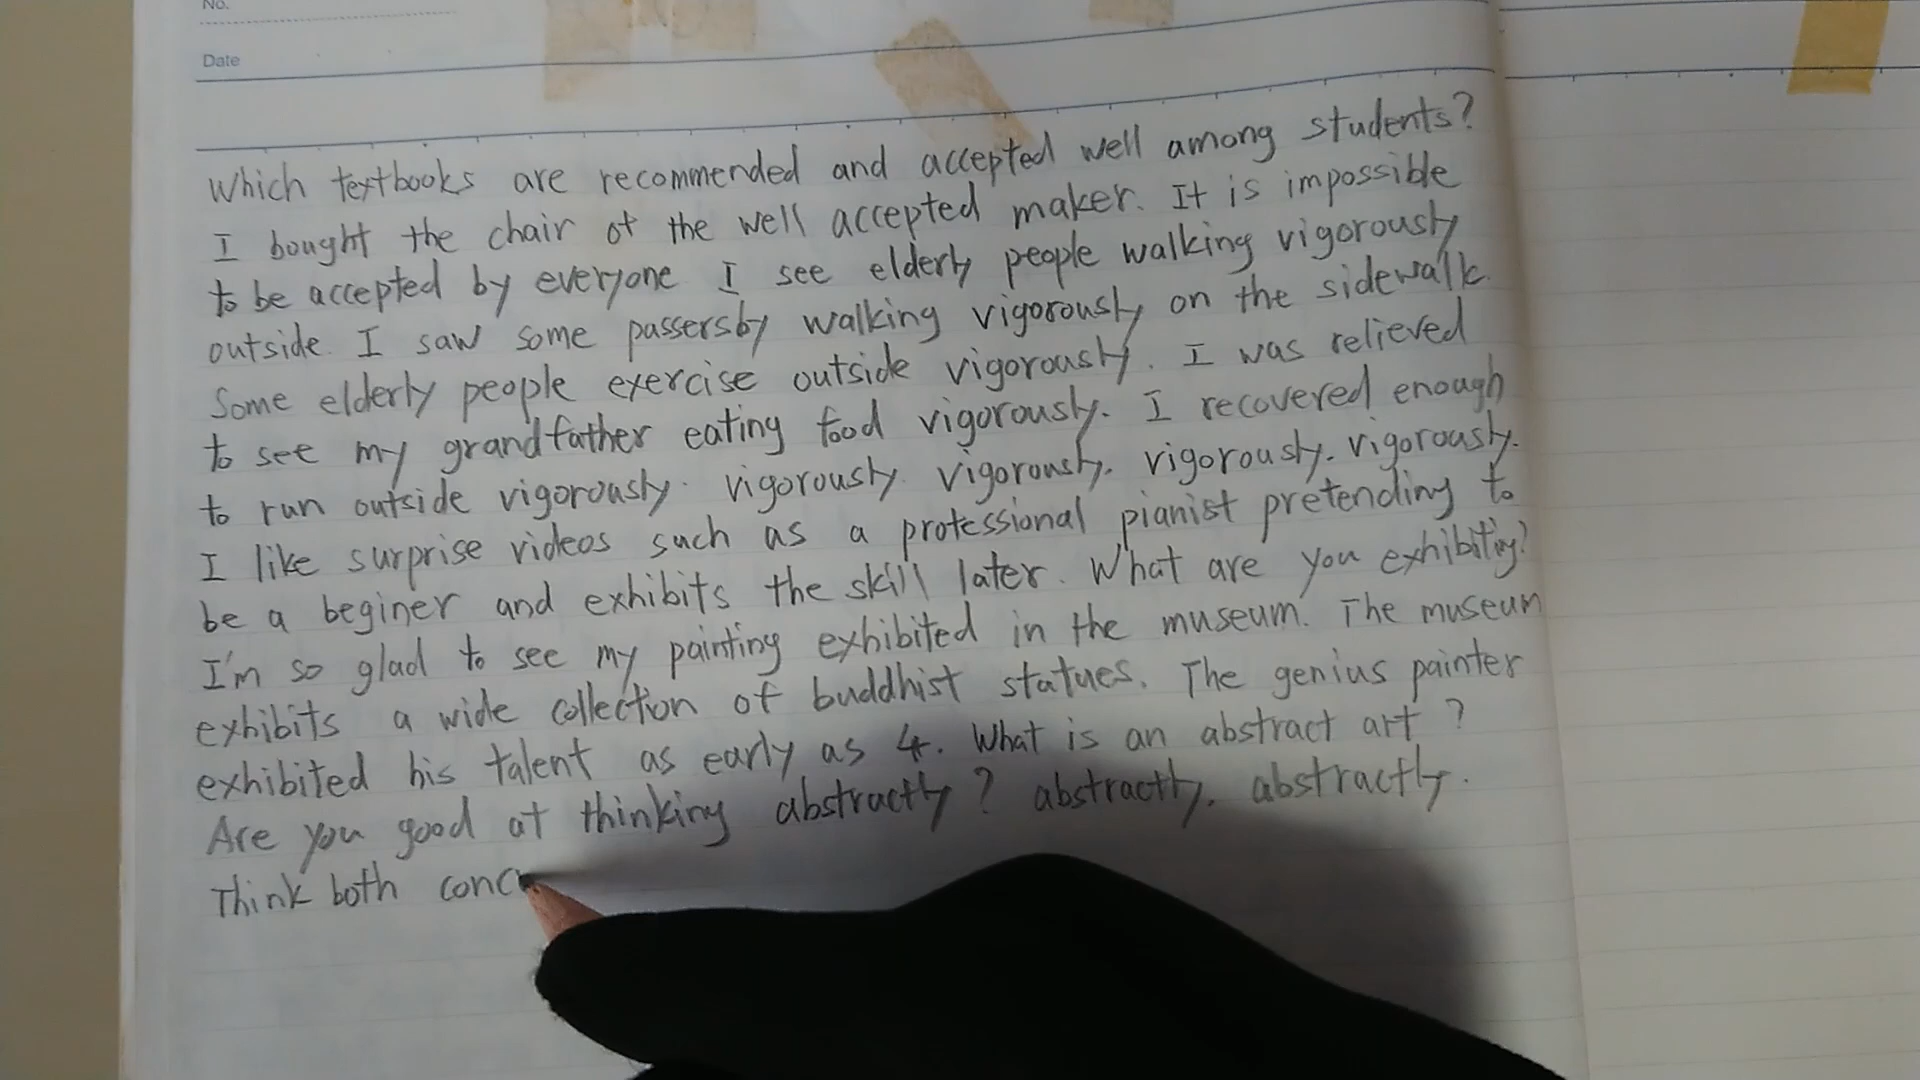 No.
Date
Which textbooks are recommended and accepted well among students?
I bought the chair of the well accepted maker. It is impossible
to be accepted by everyone I see elderly people walking vigorously
outside. I saw some passersby walking vigorously on the sidewalk.
Some elderly people exercise outside vigorously. I was relieved
to see my grandfather eating food vigorously. I recovered enough
to run outside vigorously. vigorously. vigorously. vigorously. vigorously.
I like surprise videos such as a professional pianist pretending to
be a beginer and exhibits the skill later. What are you exhibiting?
I'm so glad to see my painting exhibited in the museum. The museum
exhibits a wide collection of buddhist statues. The genius painter
exhibited his talent as early as 4. What is an abstract art?
Are you good at thinking abstractly? abstractly, abstractly.
Think both conc